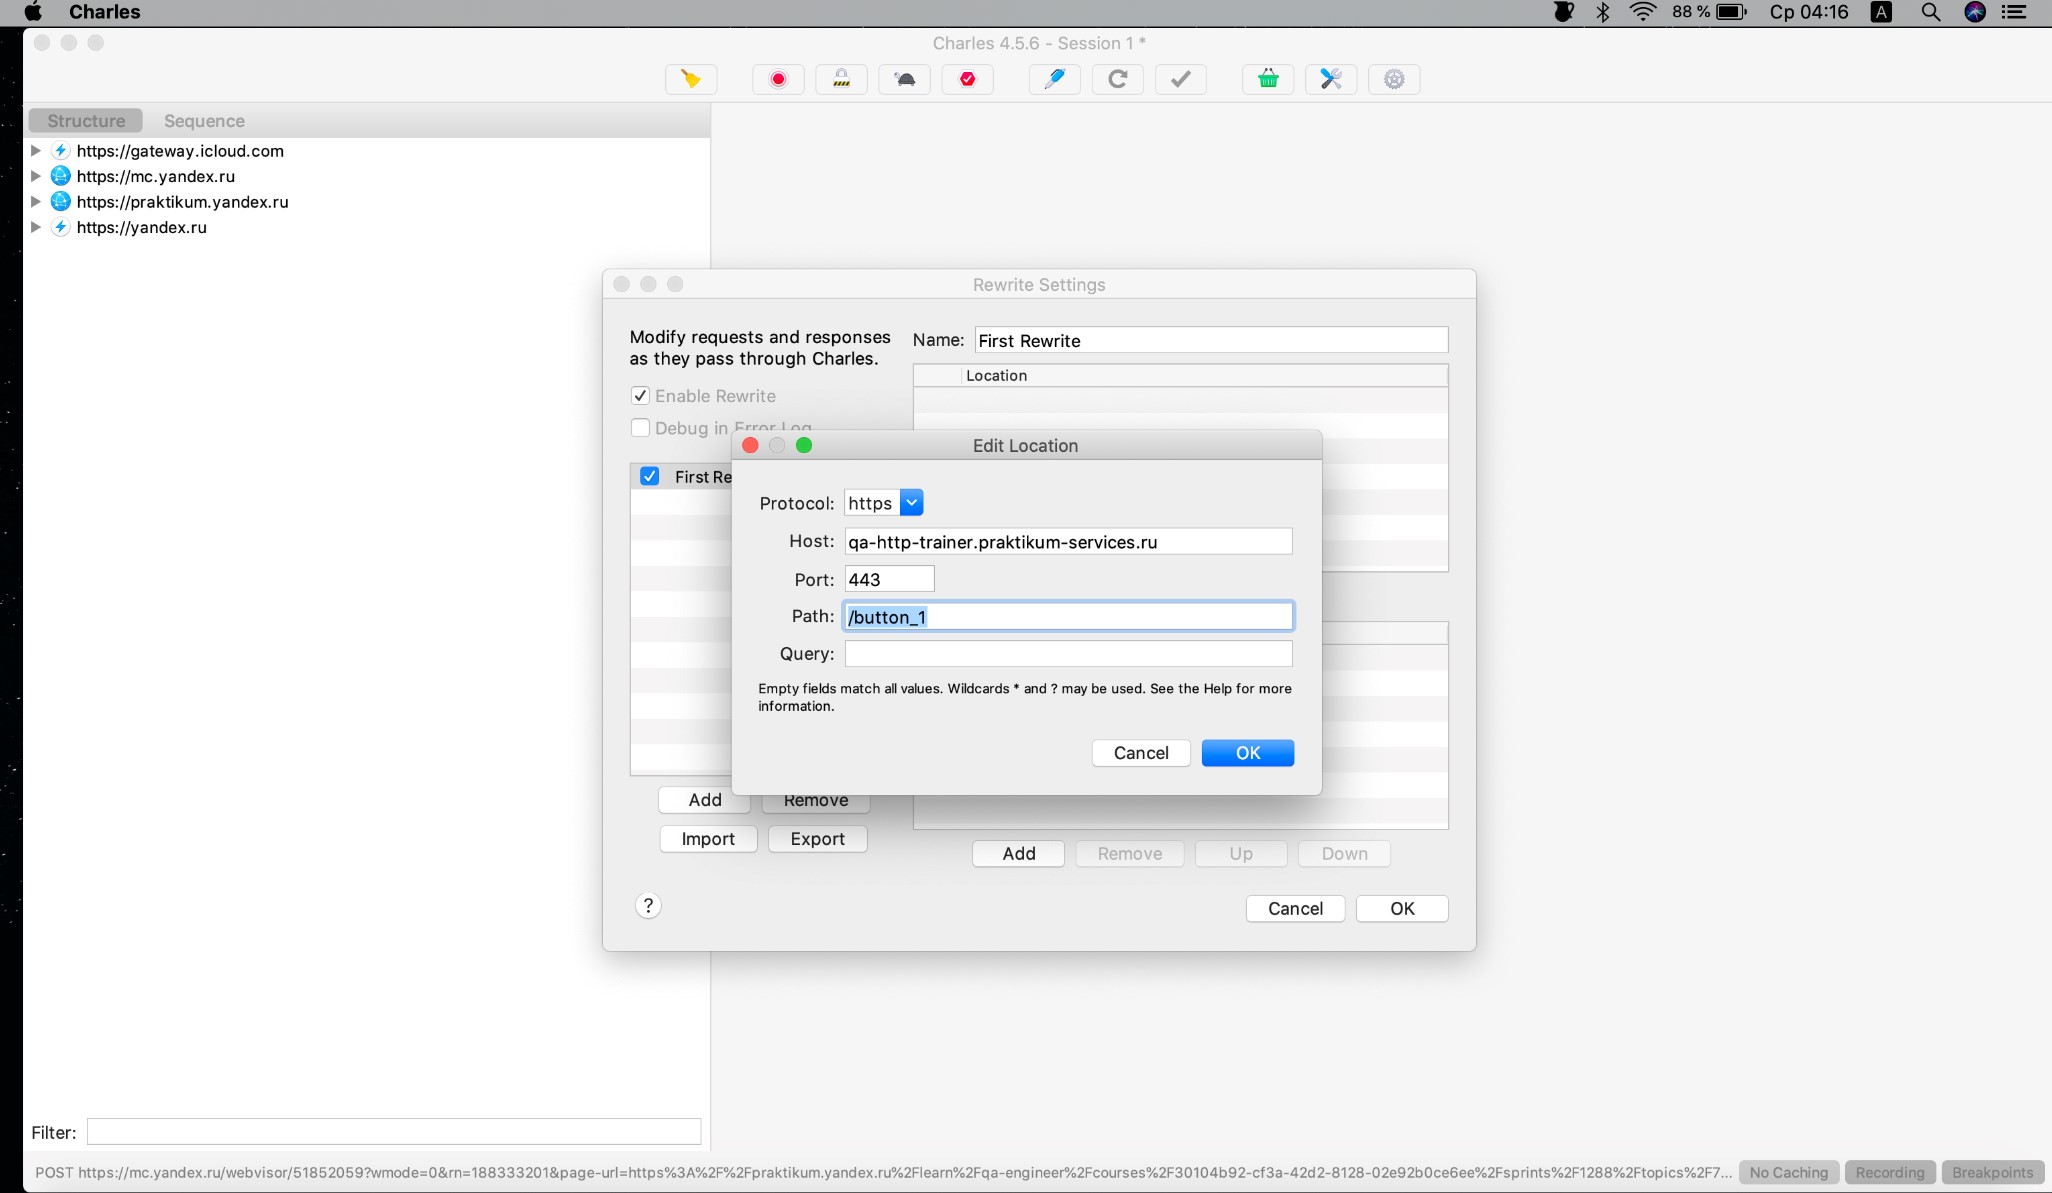 Charles
88 %
Ср 04:16
A
Charles 4.5.6 - Session 1 *
Structure
Sequence
https://gateway.icloud.com
https://mc.yandex.ru
https://praktikum.yandex.ru
https://yandex.ru
Rewrite Settings
Modify requests and responses
as they pass through Charles.
Enable Rewrite
Debug in Error Log
First Re
Name: First Rewrite
Location
Edit Location
Protocol: https
Host: qa-http-trainer.praktikum-services.ru
Port: 443
Path: /button_1
Query:
Empty fields match all values. Wildcards * and ? may be used. See the Help for more
information.
Cancel
OK
Add
Remove
Import
Export
Add
Remove
Up
Down
?
Cancel
OK
Filter:
POST https://mc.yandex.ru/webvisor/51852059?wmode=0&rn=188333201&page-url=https%3A%2F%2Fpraktikum.yandex.ru%2Flearn%2Fqa-engineer%2Fcourses%2F30104b92-cf3a-42d2-8128-02e92b0ce6ee%2Fsprints%2F1288%2Ftopics%2F7...
No Caching
Recording
Breakpoints